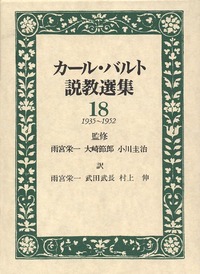 カール・バルト
説教選集
18
1935~1952
監修
雨宮栄一 大崎節郎 小川圭治
訳
雨宮栄一 武田武長 村上 伸